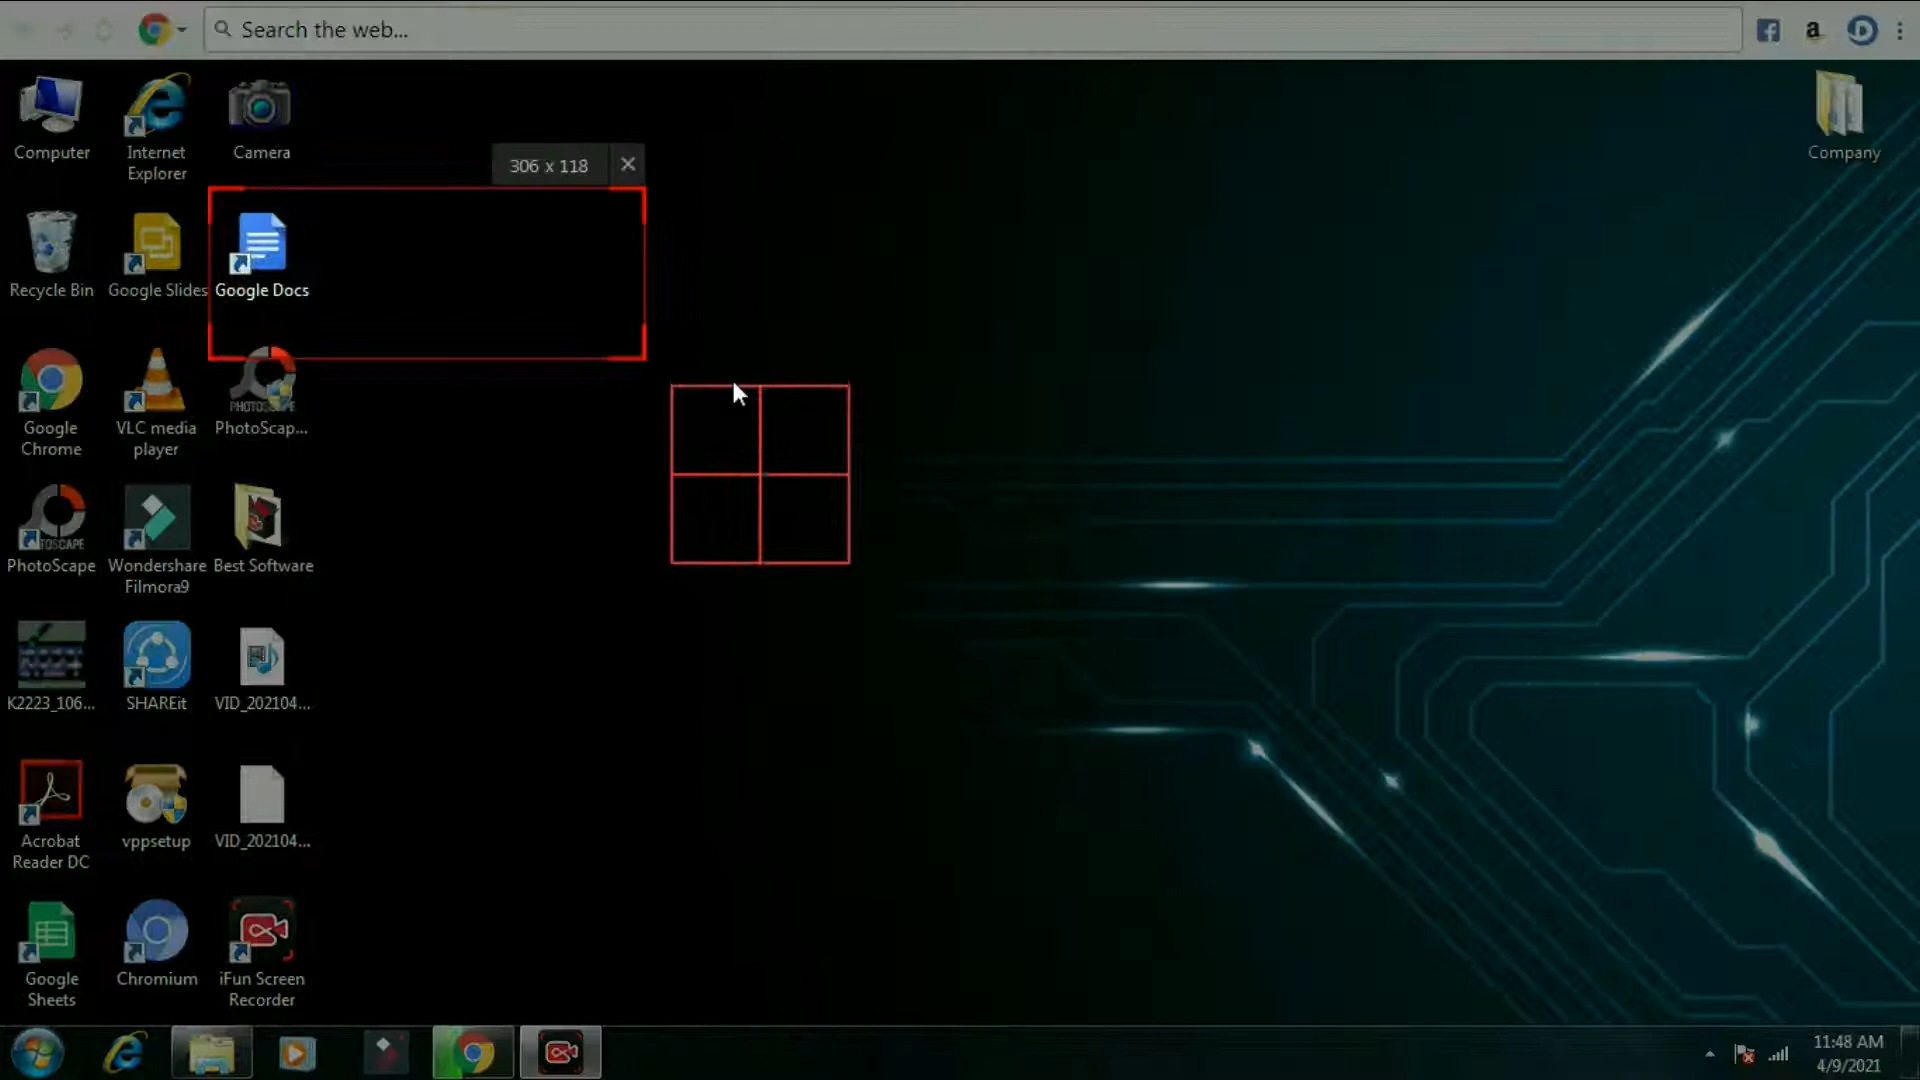 Search the web...
Computer
Internet
Explorer
Camera
Company
306 x 118
Recycle Bin
Google Slides
Google Docs
Google
Chrome
VLC media
player
PHOTOSCAPE
PhotoScap...
TOSCAPE
PhotoScape
Wondershare
Filmora9
Best Software
K2223_106...
SHAREit
VID_202104...
Acrobat
Reader DC
vppsetup
VID_202104...
Google
Sheets
Chromium
iFun Screen
Recorder
11:48 AM
4/9/2021